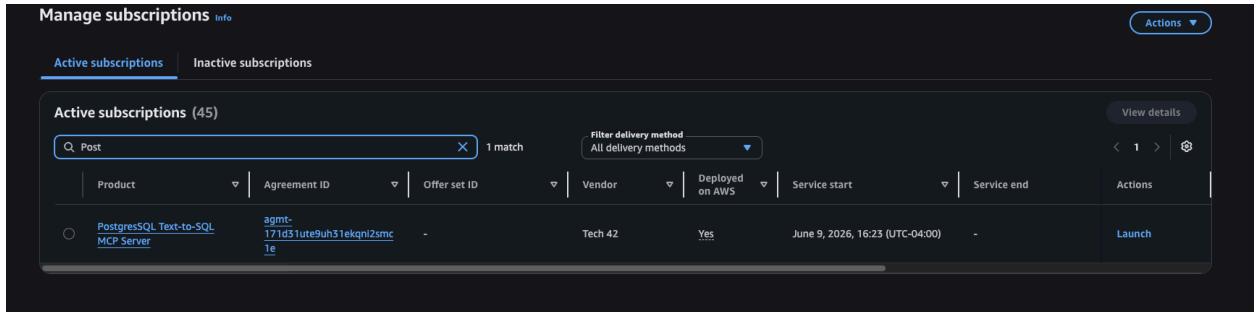 Manage subscriptions Info
Actions
Active subscriptions
Inactive subscriptions
Active subscriptions (45)
View details
Post
1 match
Filter delivery method
All delivery methods
1
Product
Agreement ID
Offer set ID
Vendor
Deployed
on AWS
Service start
Service end
Actions
PostgresSQL Text-to-SQL
MCP Server
agmt-
171d31ute9uh31ekqnl2smc
1e
-
Tech 42
Yes
June 9, 2026, 16:23 (UTC-04:00)
-
Launch